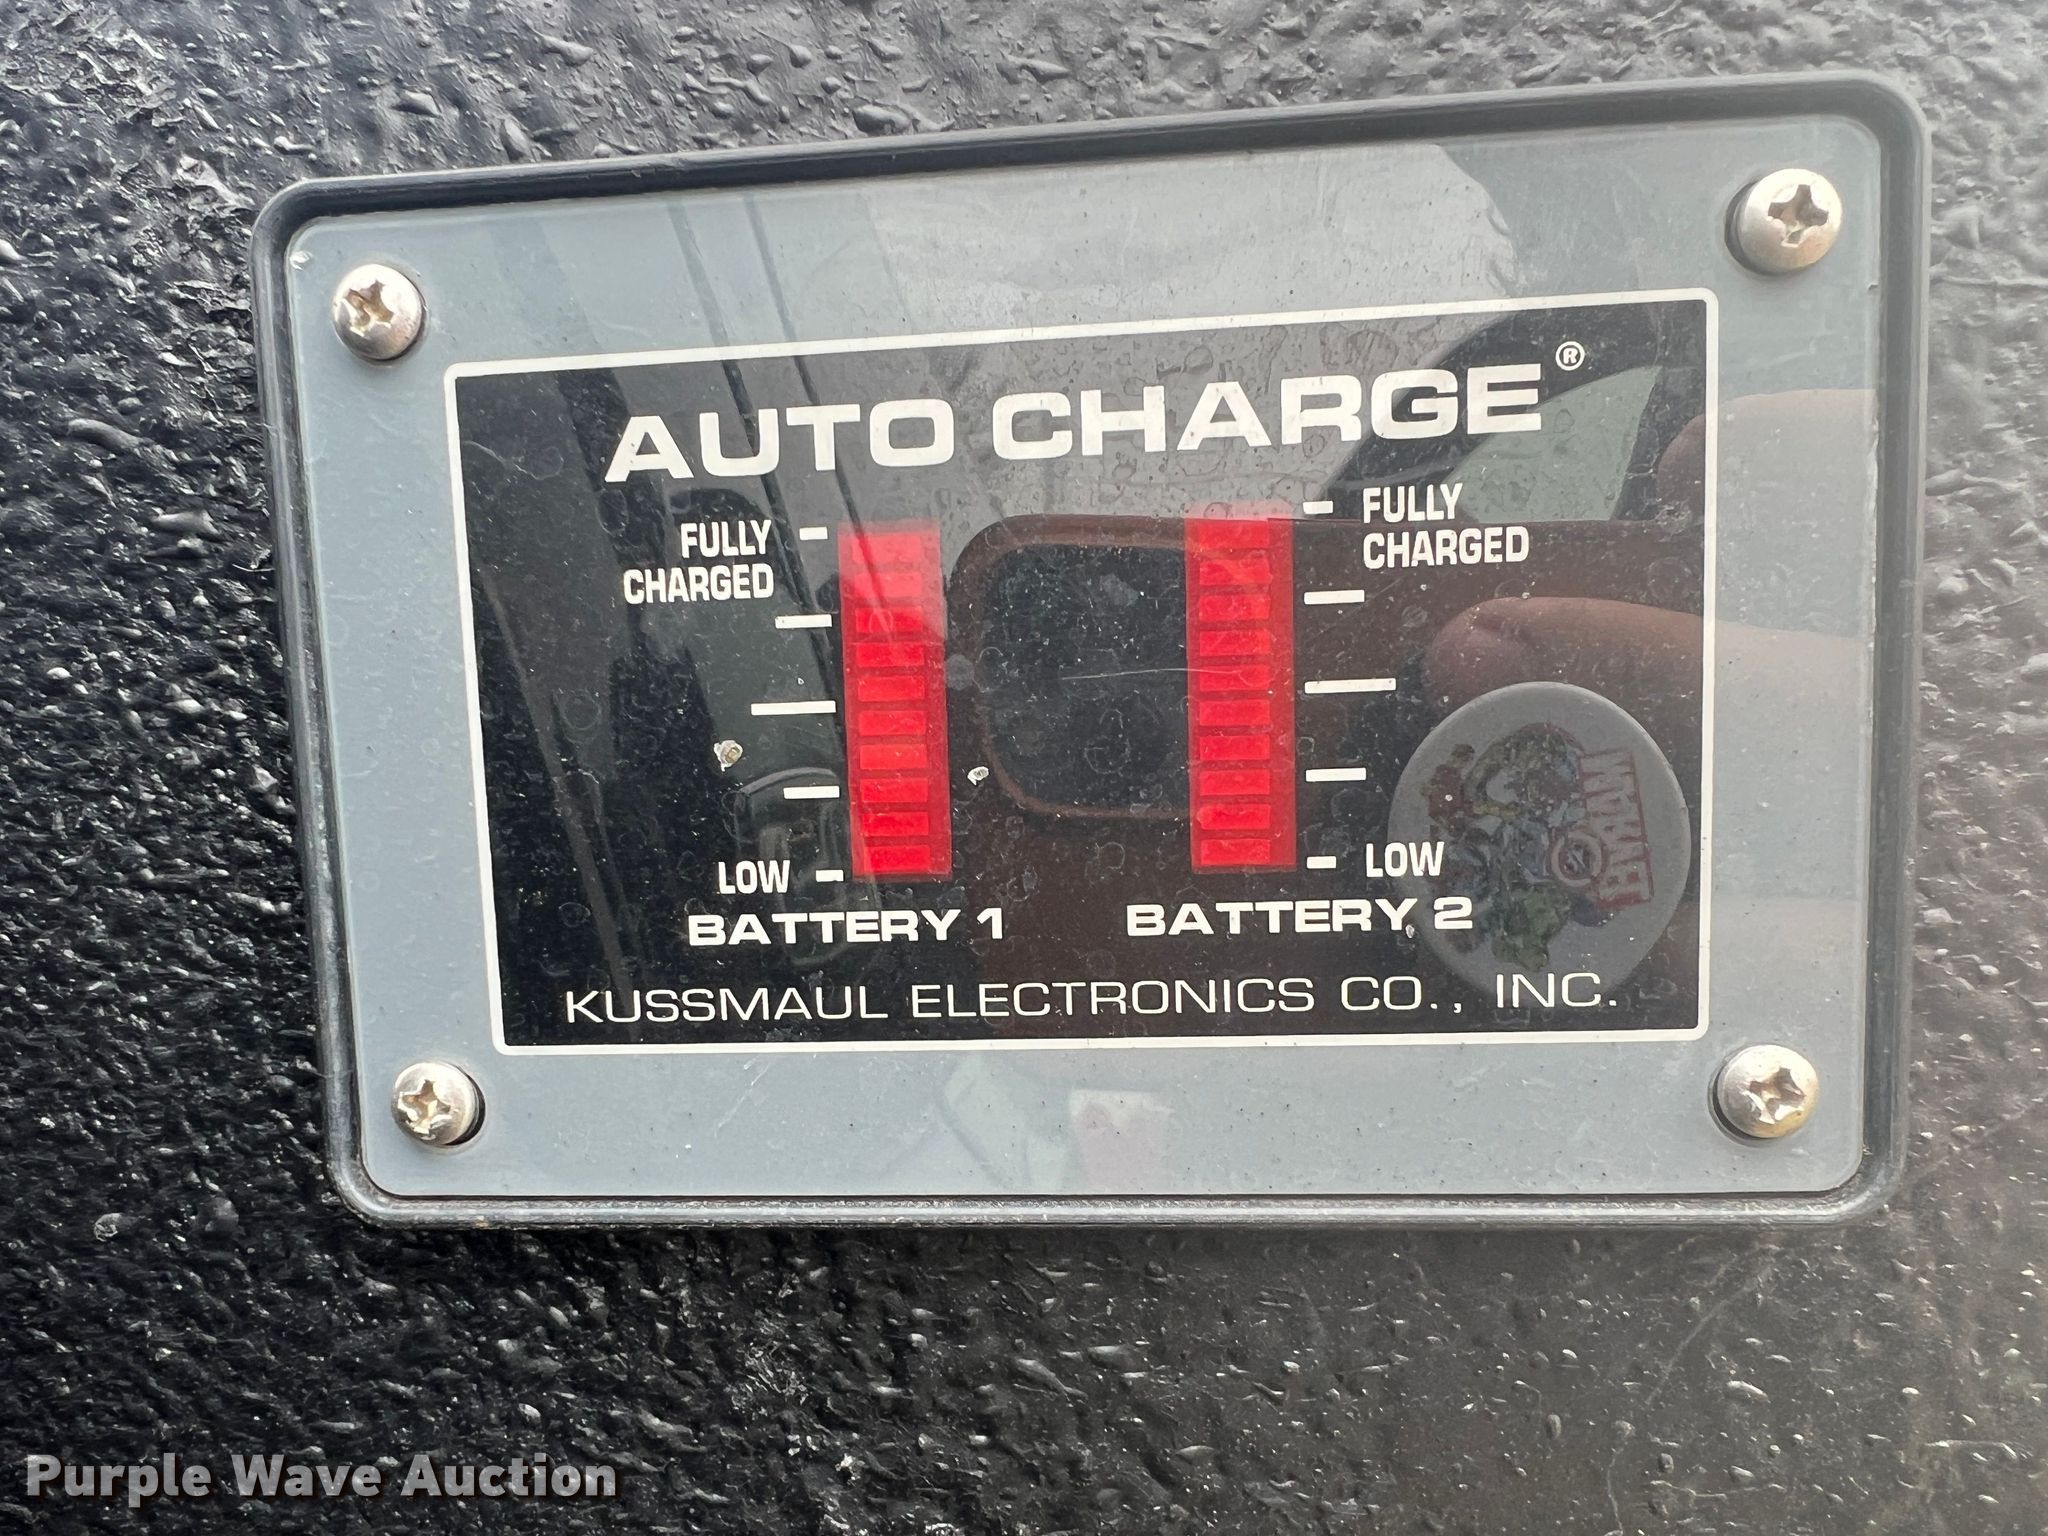 AUTO CHARGE®
FULLY
CHARGED
FULLY
CHARGED
LOW
LOW
BATTERY 1
BATTERY 2
KUSSMAUL ELECTRONICS CO., INC.
MARVEL
Purple Wave Auction